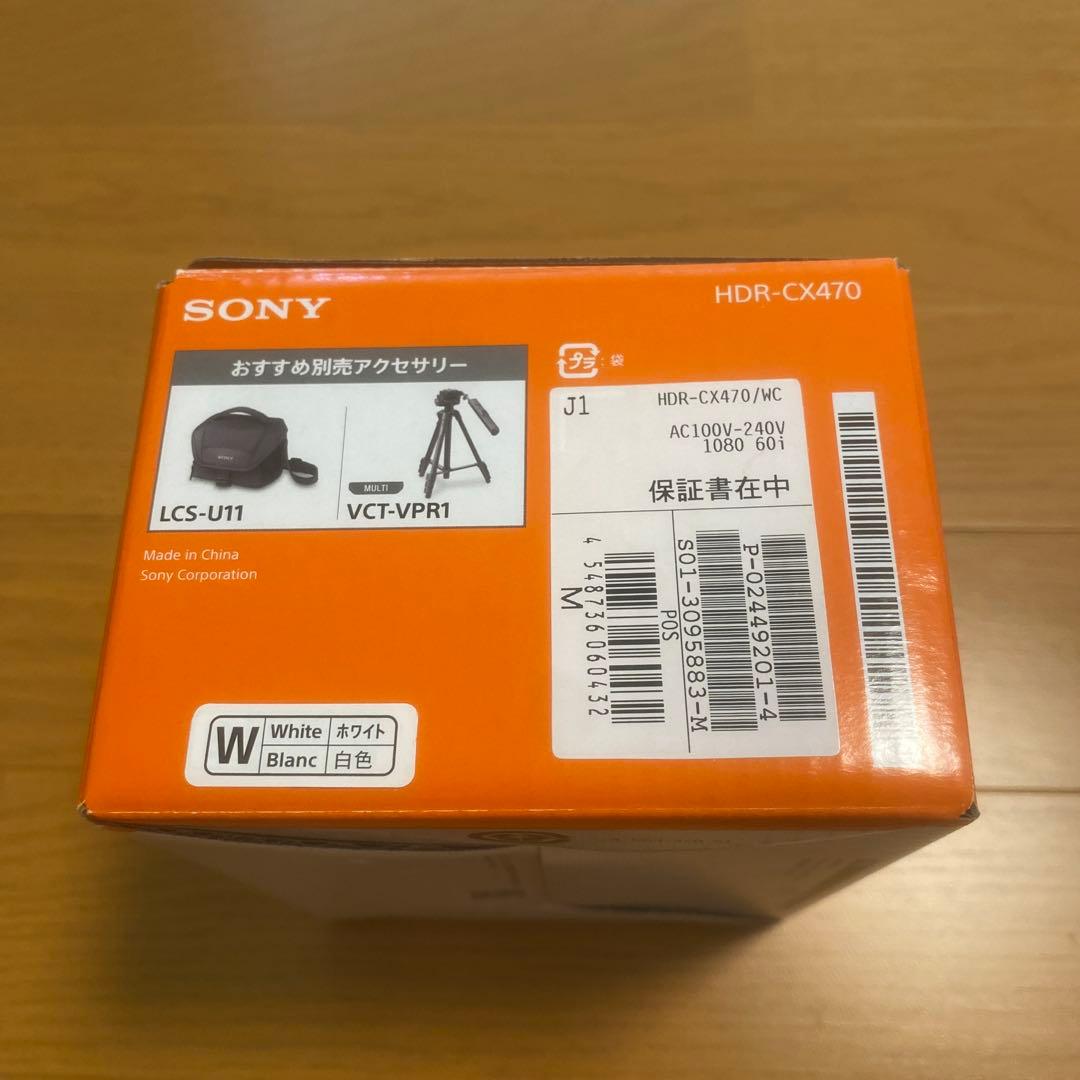 SONY
HDR-CX470
おすすめ別売アクセサリー
SONY
LCS-U11
MULTI
VCT-VPR1
Made in China
Sony Corporation
プラ : 袋
J1
HDR-CX470/WC
AC100V-240V
1080 60i
保証書在中
4 548736 060432
M
POS
S01-3095883-M
P-02449201-4
W
White ホワイト
Blanc 白色